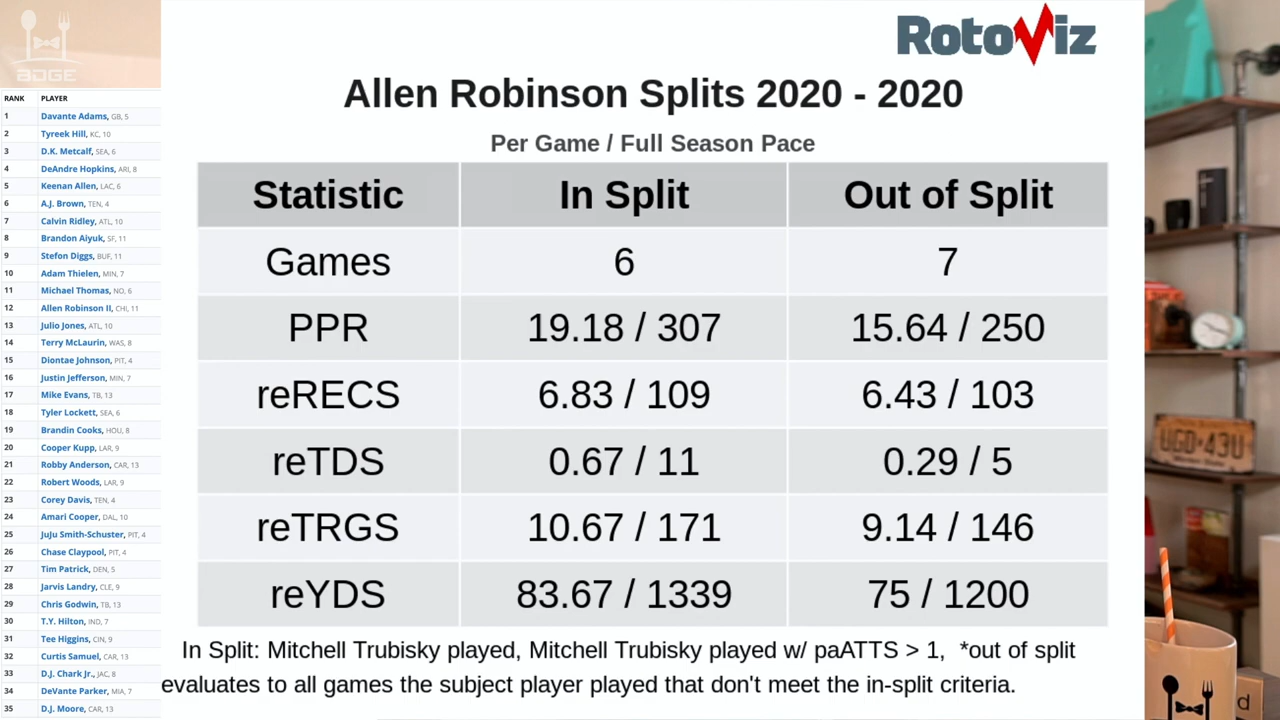 BDGE
RANK PLAYER
1 Davante Adams, GB, 5
2 Tyreek Hill, KC, 10
3 D.K. Metcalf, SEA, 6
4 DeAndre Hopkins, ARI, 8
5 Keenan Allen, LAC, 6
6 A.J. Brown, TEN, 4
7 Calvin Ridley, ATL, 10
8 Brandon Aiyuk, SF, 11
9 Stefon Diggs, BUF, 11
10 Adam Thielen, MIN, 7
11 Michael Thomas, NO, 6
12 Allen Robinson II, CHI, 11
13 Julio Jones, ATL, 10
14 Terry McLaurin, WAS, 8
15 Diontae Johnson, PIT, 4
16 Justin Jefferson, MIN, 7
17 Mike Evans, TB, 13
18 Tyler Lockett, SEA, 6
19 Brandin Cooks, HOU, 8
20 Cooper Kupp, LAR, 9
21 Robby Anderson, CAR, 13
22 Robert Woods, LAR, 9
23 Corey Davis, TEN, 4
24 Amari Cooper, DAL, 10
25 JuJu Smith-Schuster, PIT, 4
26 Chase Claypool, PIT, 4
27 Tim Patrick, DEN, 5
28 Jarvis Landry, CLE, 9
29 Chris Godwin, TB, 13
30 T.Y. Hilton, IND, 7
31 Tee Higgins, CIN, 9
32 Curtis Samuel, CAR, 13
33 D.J. Chark Jr., JAC, 8
34 DeVante Parker, MIA, 7
35 D.J. Moore, CAR, 13
RotoViz
Allen Robinson Splits 2020 - 2020
Per Game / Full Season Pace
Statistic In Split Out of Split
Games 6 7
PPR 19.18 / 307 15.64 / 250
reRECS 6.83 / 109 6.43 / 103
reTDS 0.67 / 11 0.29 / 5
reTRGS 10.67 / 171 9.14 / 146
reYDS 83.67 / 1339 75 / 1200
In Split: Mitchell Trubisky played, Mitchell Trubisky played w/ paATTS > 1, *out of split
evaluates to all games the subject player played that don't meet the in-split criteria.
UGD·43U
d